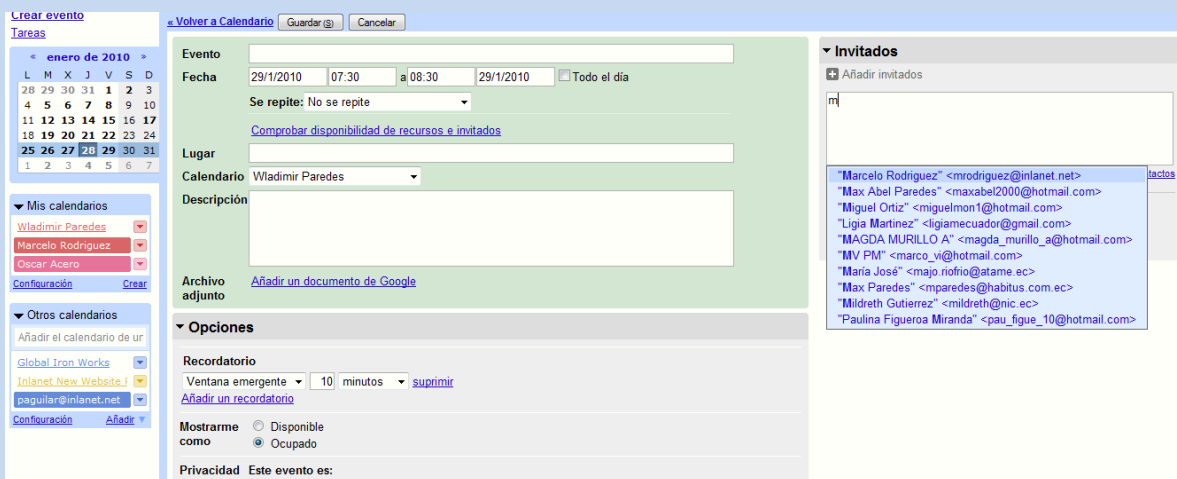 Crear evento
Tareas
« enero de 2010 »
L M X J V S D
28 29 30 31 1 2 3
4 5 6 7 8 9 10
11 12 13 14 15 16 17
18 19 20 21 22 23 24
25 26 27 28 29 30 31
1 2 3 4 5 6 7
Mis calendarios
Wladimir Paredes
Marcelo Rodriguez
Oscar Acero
Configuración Crear
Otros calendarios
Añadir el calendario de un
Global Iron Works
Inlanet New Website
paguilar@inlanet.net
Configuración Añadir
« Volver a Calendario Guardar (S) Cancelar
Evento
Fecha 29/1/2010 07:30 a 08:30 29/1/2010 Todo el día
Se repite: No se repite
Comprobar disponibilidad de recursos e invitados
Lugar
Calendario Wladimir Paredes
Descripción
Archivo adjunto Añadir un documento de Google
Opciones
Recordatorio
Ventana emergente 10 minutos suprimir
Añadir un recordatorio
Mostrarme como Disponible
Ocupado
Privacidad Este evento es:
Invitados
Añadir invitados
m
"Marcelo Rodriguez" <mrodriguez@inlanet.net>
tactos
"Max Abel Paredes" <maxabel2000@hotmail.com>
"Miguel Ortiz" <miguelmon1@hotmail.com>
"Ligia Martinez" <ligiamecuador@gmail.com>
"MAGDA MURILLO A" <magda_murillo_a@hotmail.com>
"MV PM" <marco_vi@hotmail.com>
"María José" <majo.riofrio@atame.ec>
"Max Paredes" <mparedes@habitus.com.ec>
"Mildreth Gutierrez" <mildreth@nic.ec>
"Paulina Figueroa Miranda" <pau_figue_10@hotmail.com>